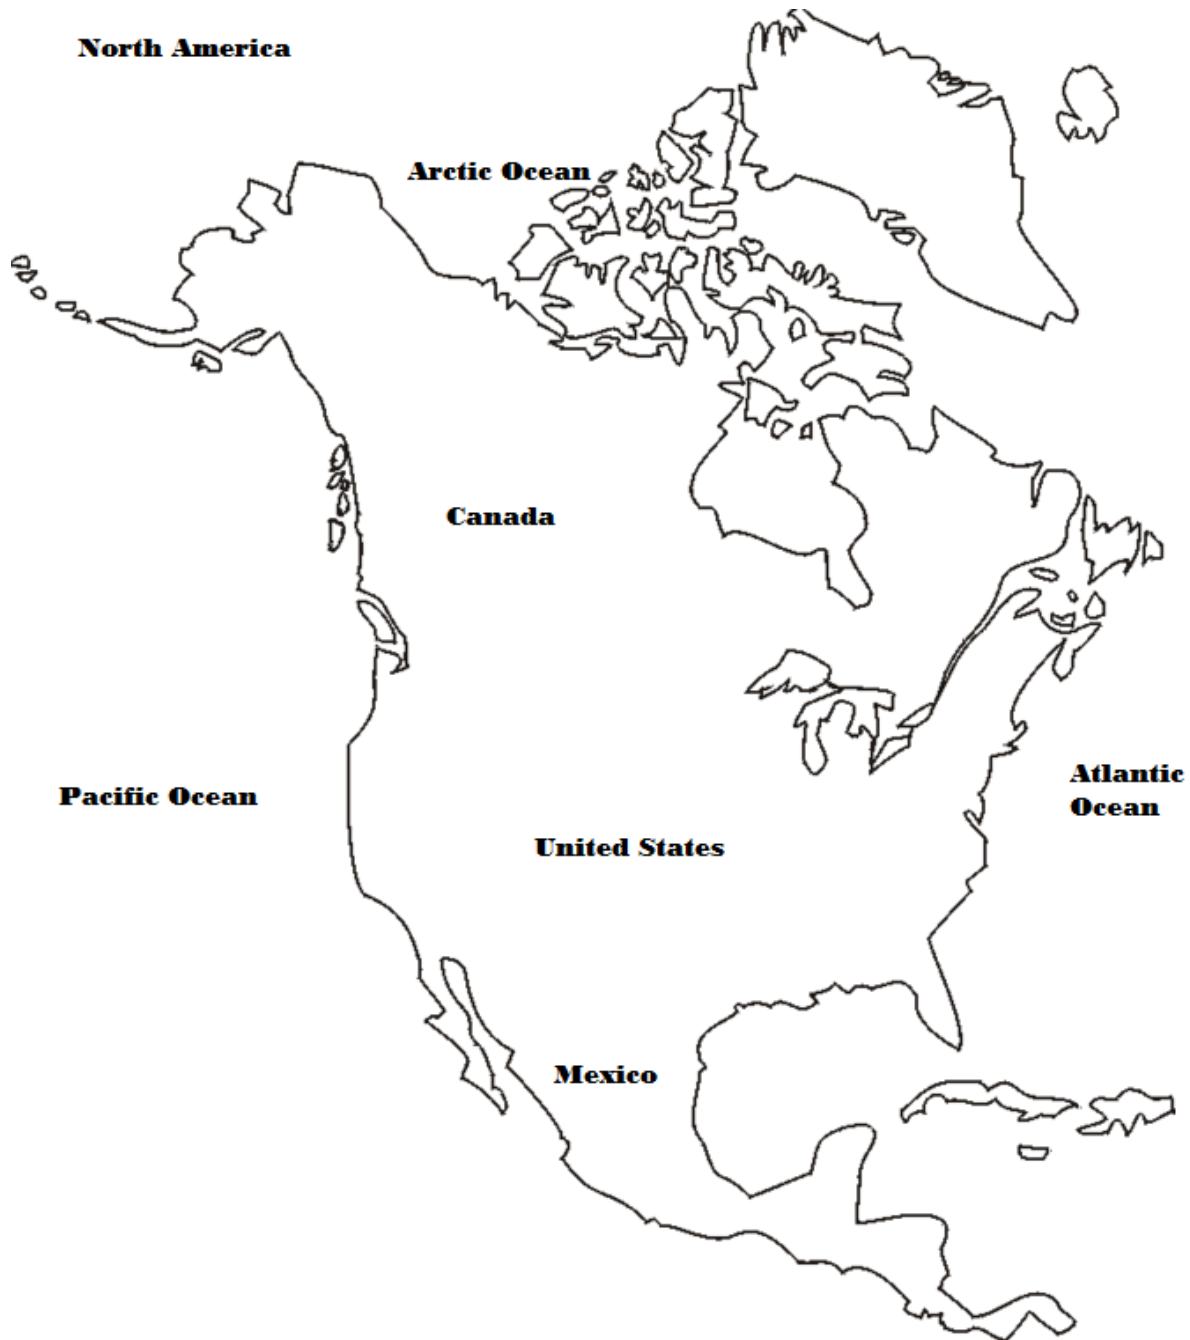 North America
Arctic Ocean
Canada
Pacific Ocean
Atlantic
Ocean
United States
Mexico